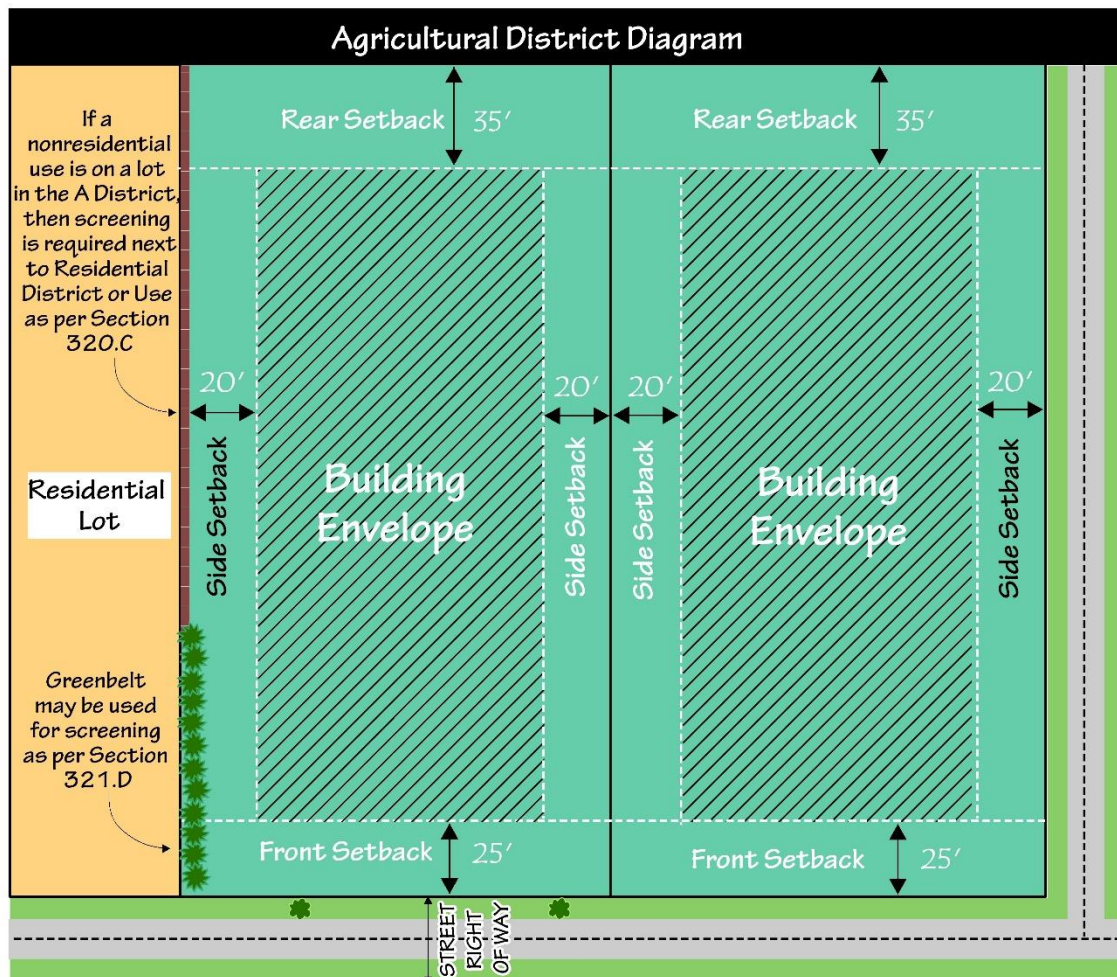 Agricultural District Diagram
If a
nonresidential
use is on a lot
in the A District,
then screening
is required next
to Residential
District or Use
as per Section
320.C
Residential
Lot
Greenbelt
may be used
for screening
as per Section
321.D
Rear Setback 35'
20'
Side Setback
Building
Envelope
20'
Side Setback
Front Setback 25'
Rear Setback 35'
20'
Side Setback
Building
Envelope
20'
Side Setback
Front Setback 25'
STREET
RIGHT
OF WAY